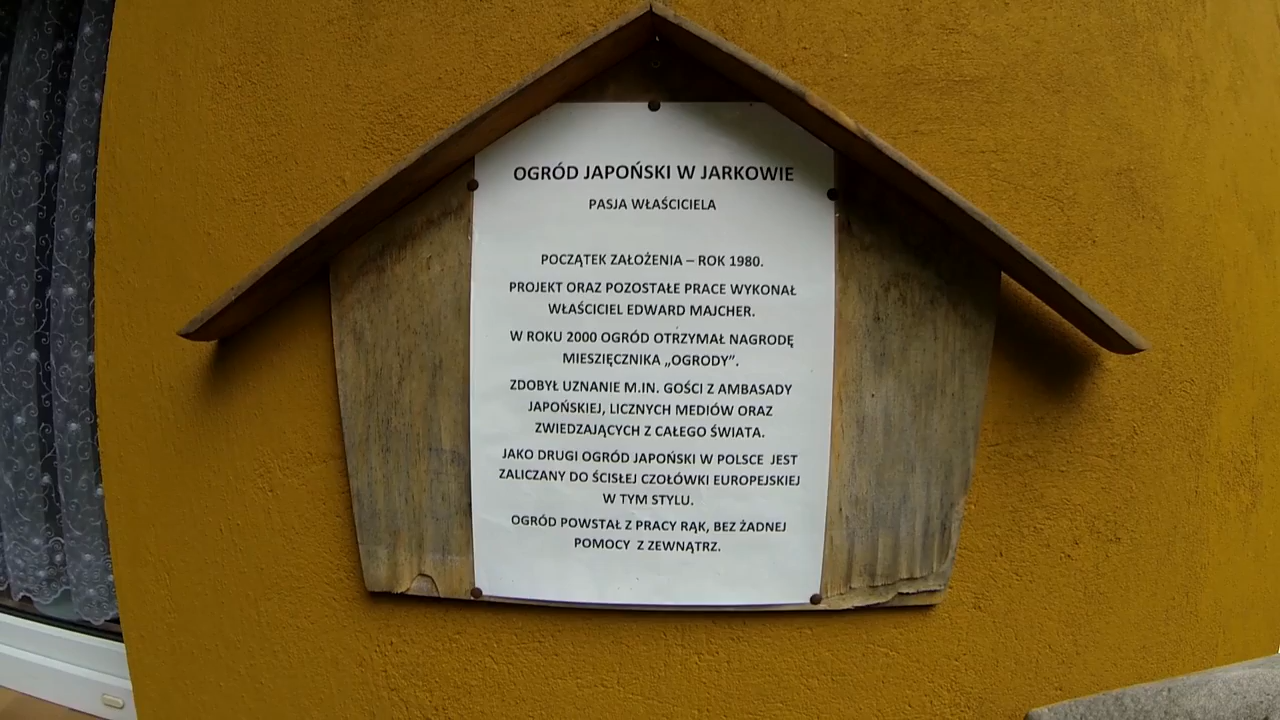 OGRÓD JAPOŃSKI W JARKOWIE
PASJA WŁAŚCICIELA
POCZĄTEK ZAŁOŻENIA – ROK 1980.
PROJEKT ORAZ POZOSTAŁE PRACE WYKONAŁ
WŁAŚCICIEL EDWARD MAJCHER.
W ROKU 2000 OGRÓD OTRZYMAŁ NAGRODĘ
MIESZIĘCZNIKA „OGRODY”.
ZDOBYŁ UZNANIE M.IN. GOŚCI Z AMBASADY
JAPOŃSKIEJ, LICZNYCH MEDIÓW ORAZ
ZWIEDZAJĄCYCH Z CAŁEGO ŚWIATA.
JAKO DRUGI OGRÓD JAPOŃSKI W POLSCE JEST
ZALICZANY DO ŚCISŁEJ CZOŁÓWKI EUROPEJSKIEJ
W TYM STYLU.
OGRÓD POWSTAŁ Z PRACY RĄK, BEZ ŻADNEJ
POMOCY Z ZEWNĄTRZ.